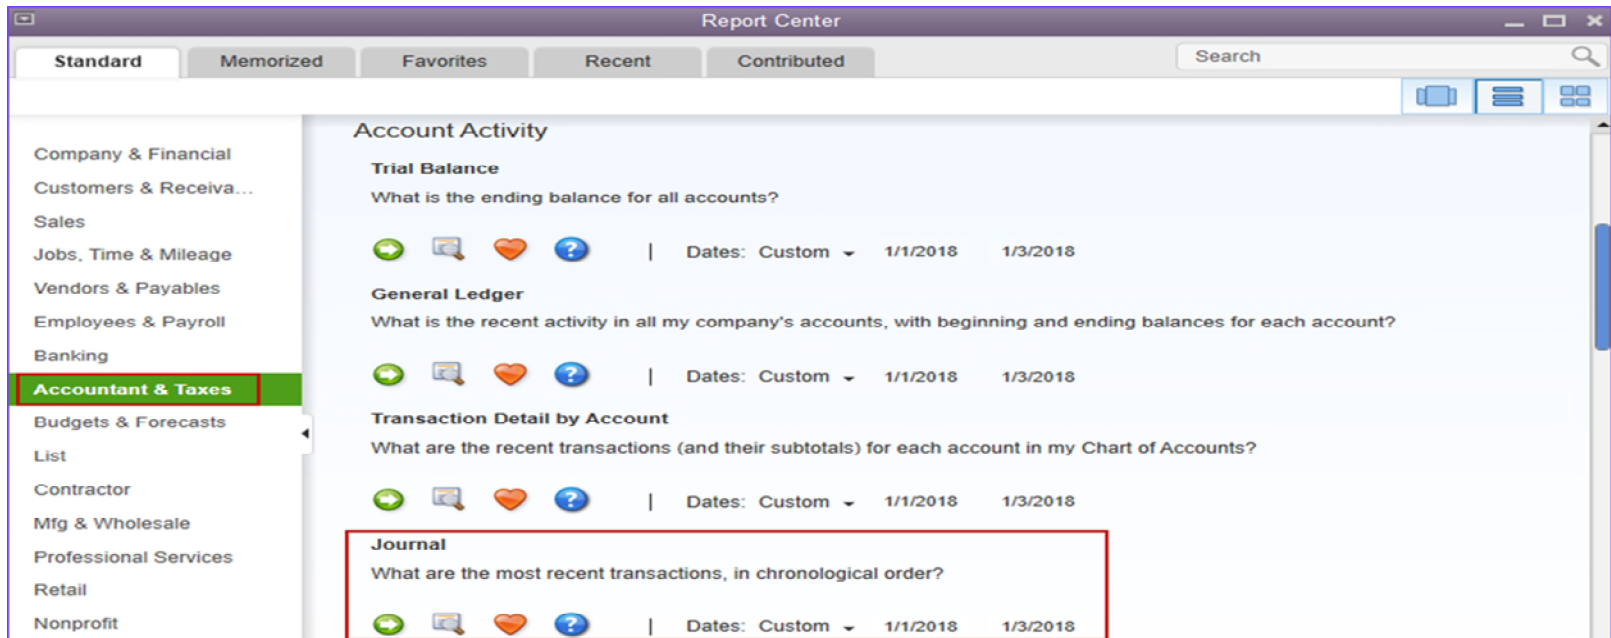 Report Center
Standard Memorized Favorites Recent Contributed Search
Company & Financial
Customers & Receiva...
Sales
Jobs, Time & Mileage
Vendors & Payables
Employees & Payroll
Banking
Accountant & Taxes
Budgets & Forecasts
List
Contractor
Mfg & Wholesale
Professional Services
Retail
Nonprofit
Account Activity
Trial Balance
What is the ending balance for all accounts?
? | Dates: Custom 1/1/2018 1/3/2018
General Ledger
What is the recent activity in all my company's accounts, with beginning and ending balances for each account?
? | Dates: Custom 1/1/2018 1/3/2018
Transaction Detail by Account
What are the recent transactions (and their subtotals) for each account in my Chart of Accounts?
? | Dates: Custom 1/1/2018 1/3/2018
Journal
What are the most recent transactions, in chronological order?
? | Dates: Custom 1/1/2018 1/3/2018